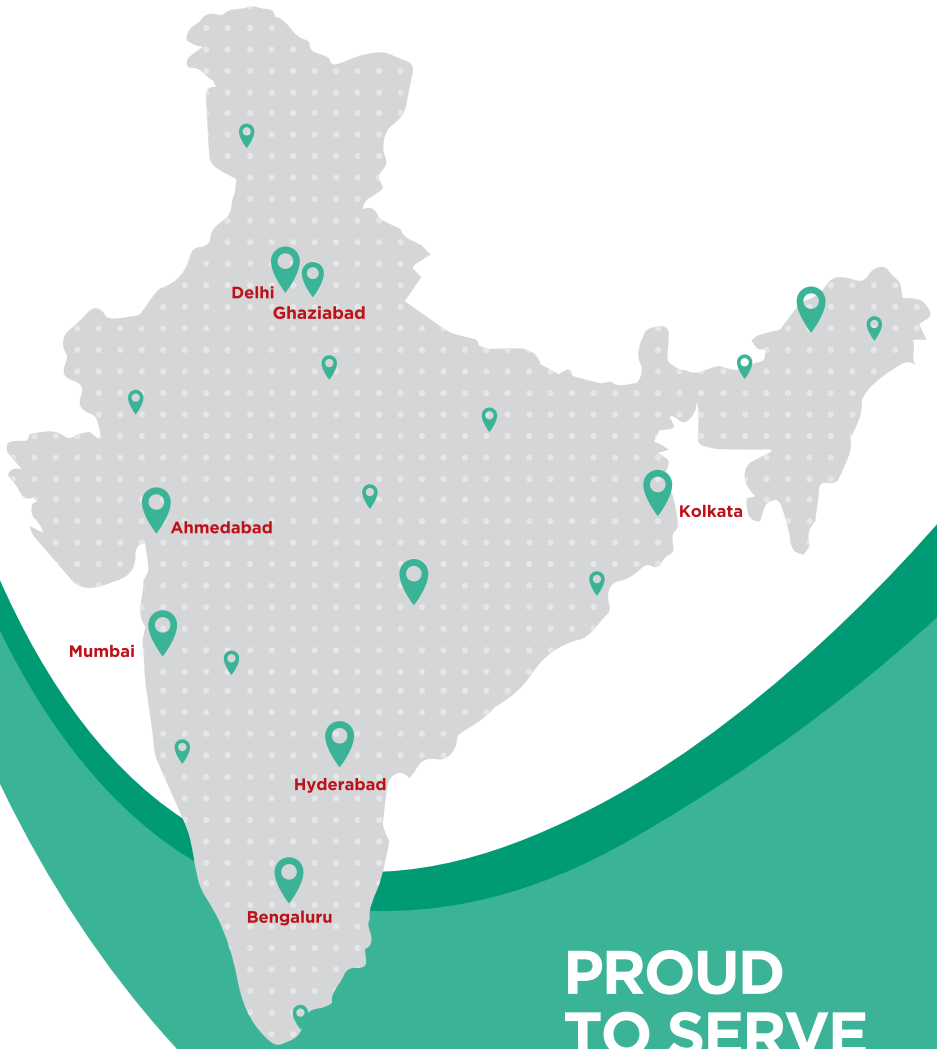 Delhi
Ghaziabad
Ahmedabad
Kolkata
Mumbai
Hyderabad
Bengaluru
PROUD
TO SERVE